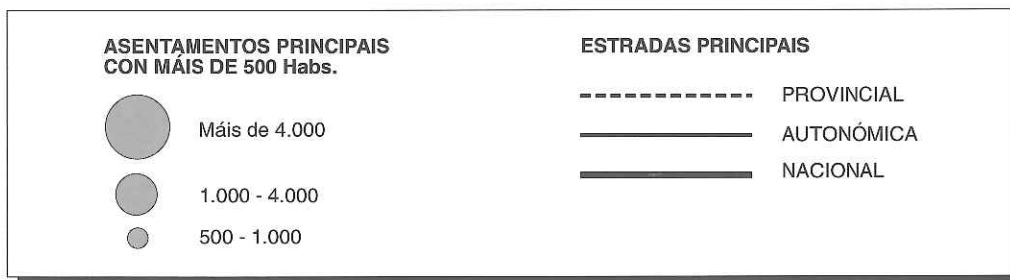 ASENTAMENTOS PRINCIPAIS
CON MÁIS DE 500 Habs.
Máis de 4.000
1.000 - 4.000
500 - 1.000
ESTRADAS PRINCIPAIS
PROVINCIAL
AUTONÓMICA
NACIONAL